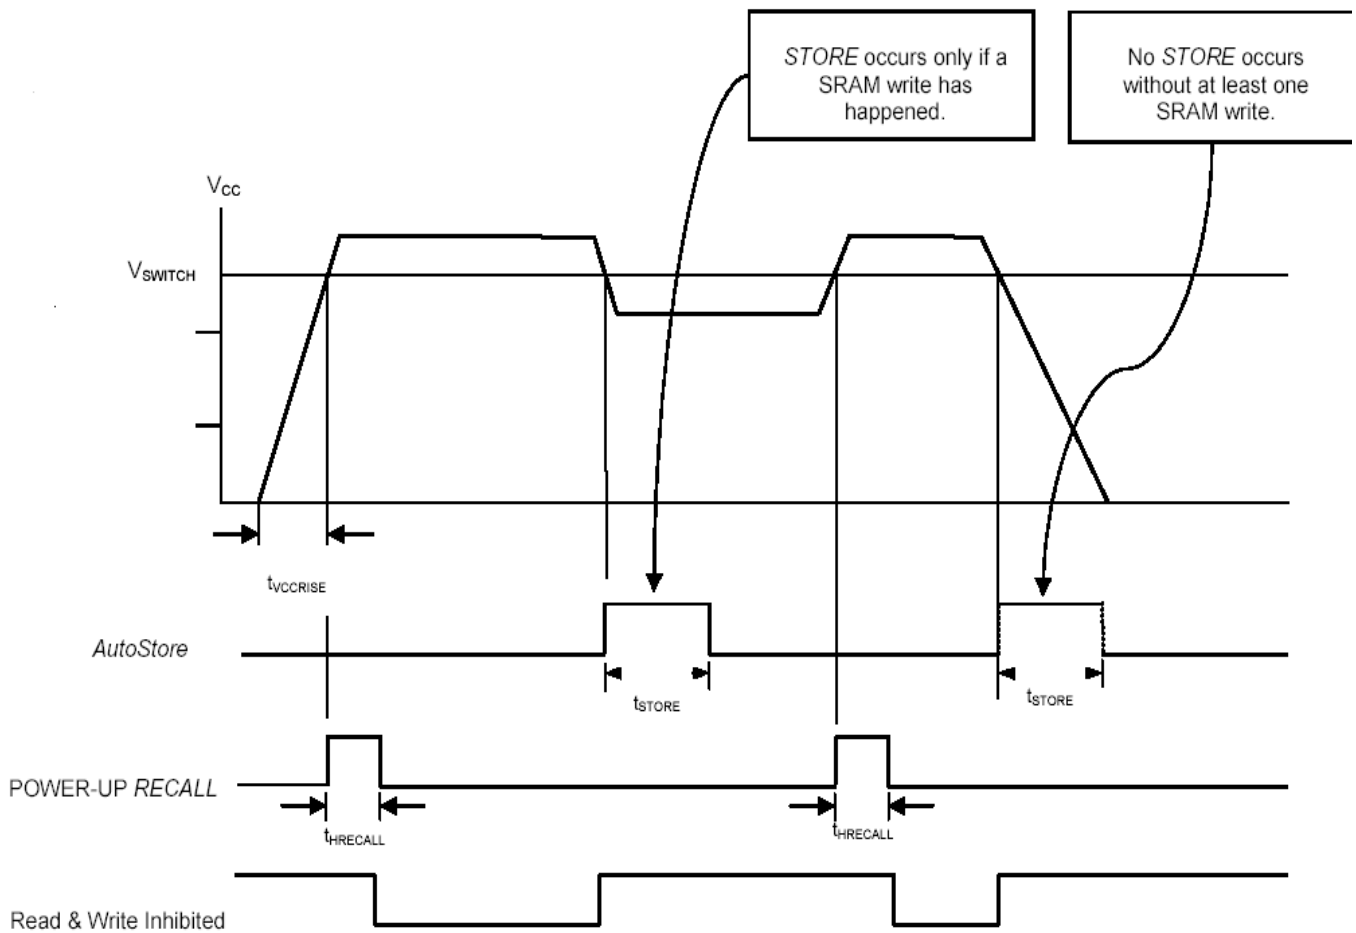 STORE occurs only if a
SRAM write has
happened.
No STORE occurs
without at least one
SRAM write.
VCC
VSWITCH
tVCCRISE
AutoStore
tSTORE
tSTORE
POWER-UP RECALL
tHRECALL
tHRECALL
Read & Write Inhibited